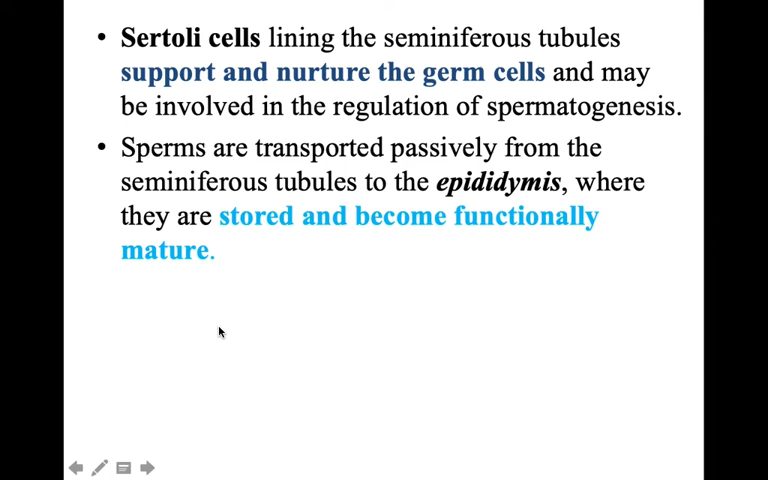 • Sertoli cells lining the seminiferous tubules
support and nurture the germ cells and may
be involved in the regulation of spermatogenesis.
• Sperms are transported passively from the
seminiferous tubules to the epididymis, where
they are stored and become functionally
mature.